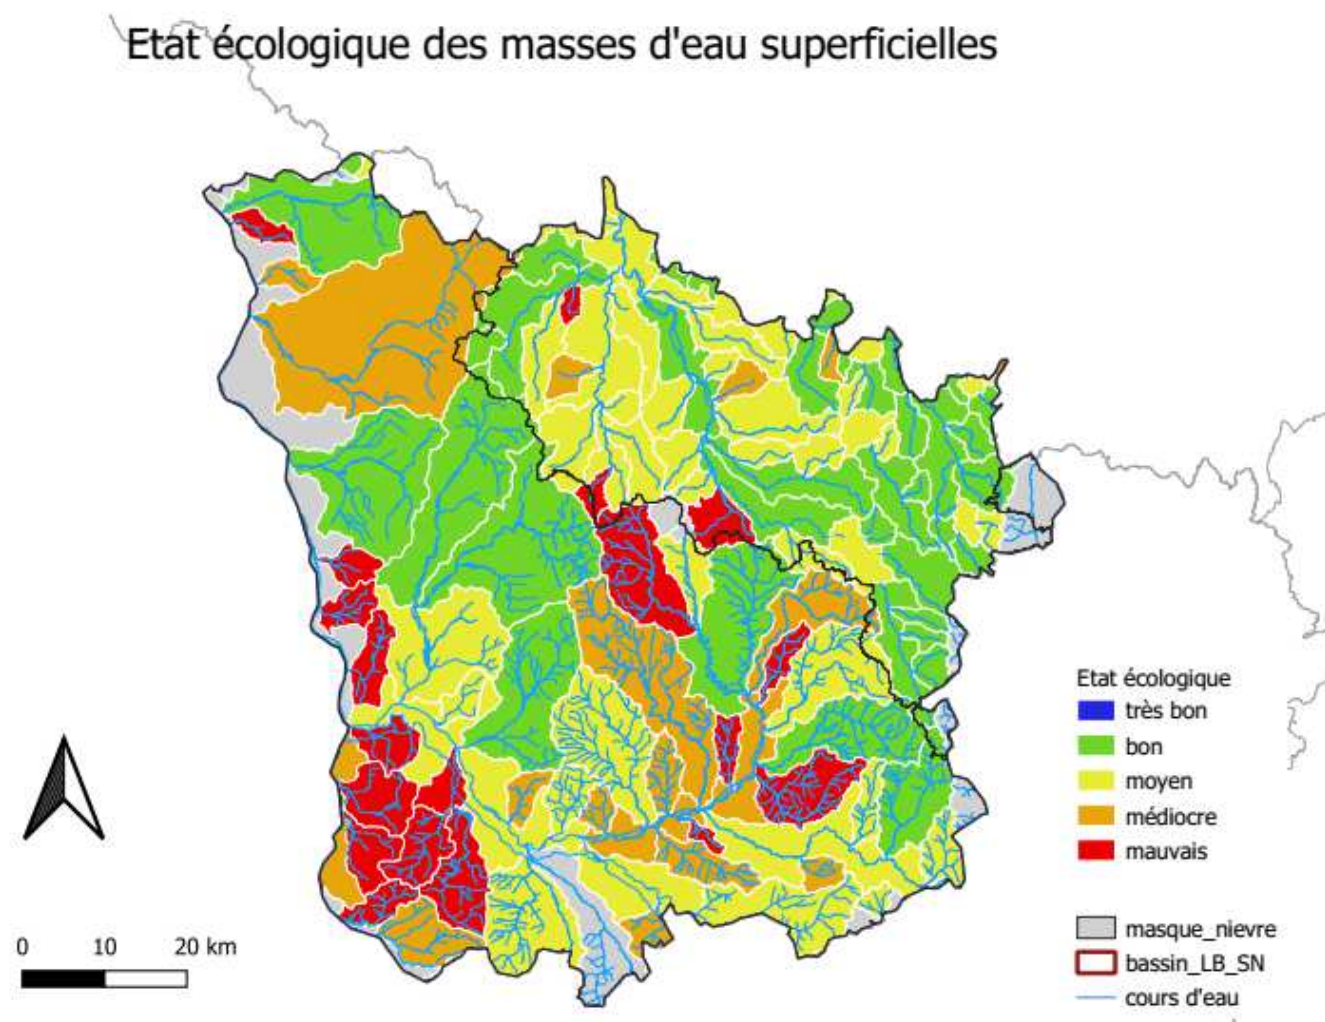 Etat écologique des masses d'eau superficielles
Etat écologique
très bon
bon
moyen
médiocre
mauvais
masque_nievre
bassin_LB_SN
cours d'eau
0 10 20 km